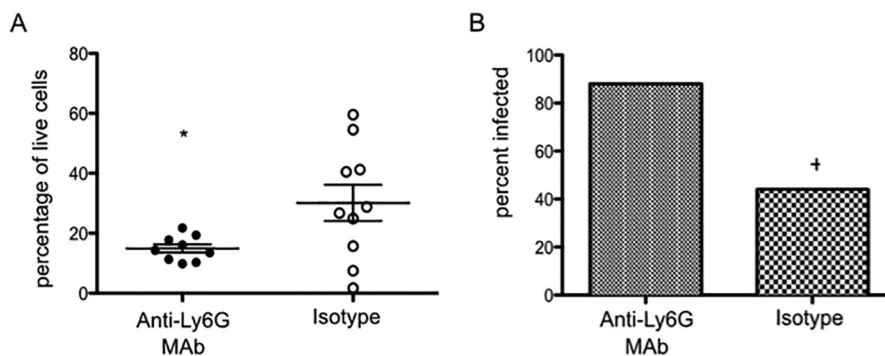 A
percentage of live cells
80
60
40
20
0
*
Anti-Ly6G
MAb
Isotype
B
percent infected
100
80
60
40
20
0
+
Anti-Ly6G
MAb
Isotype